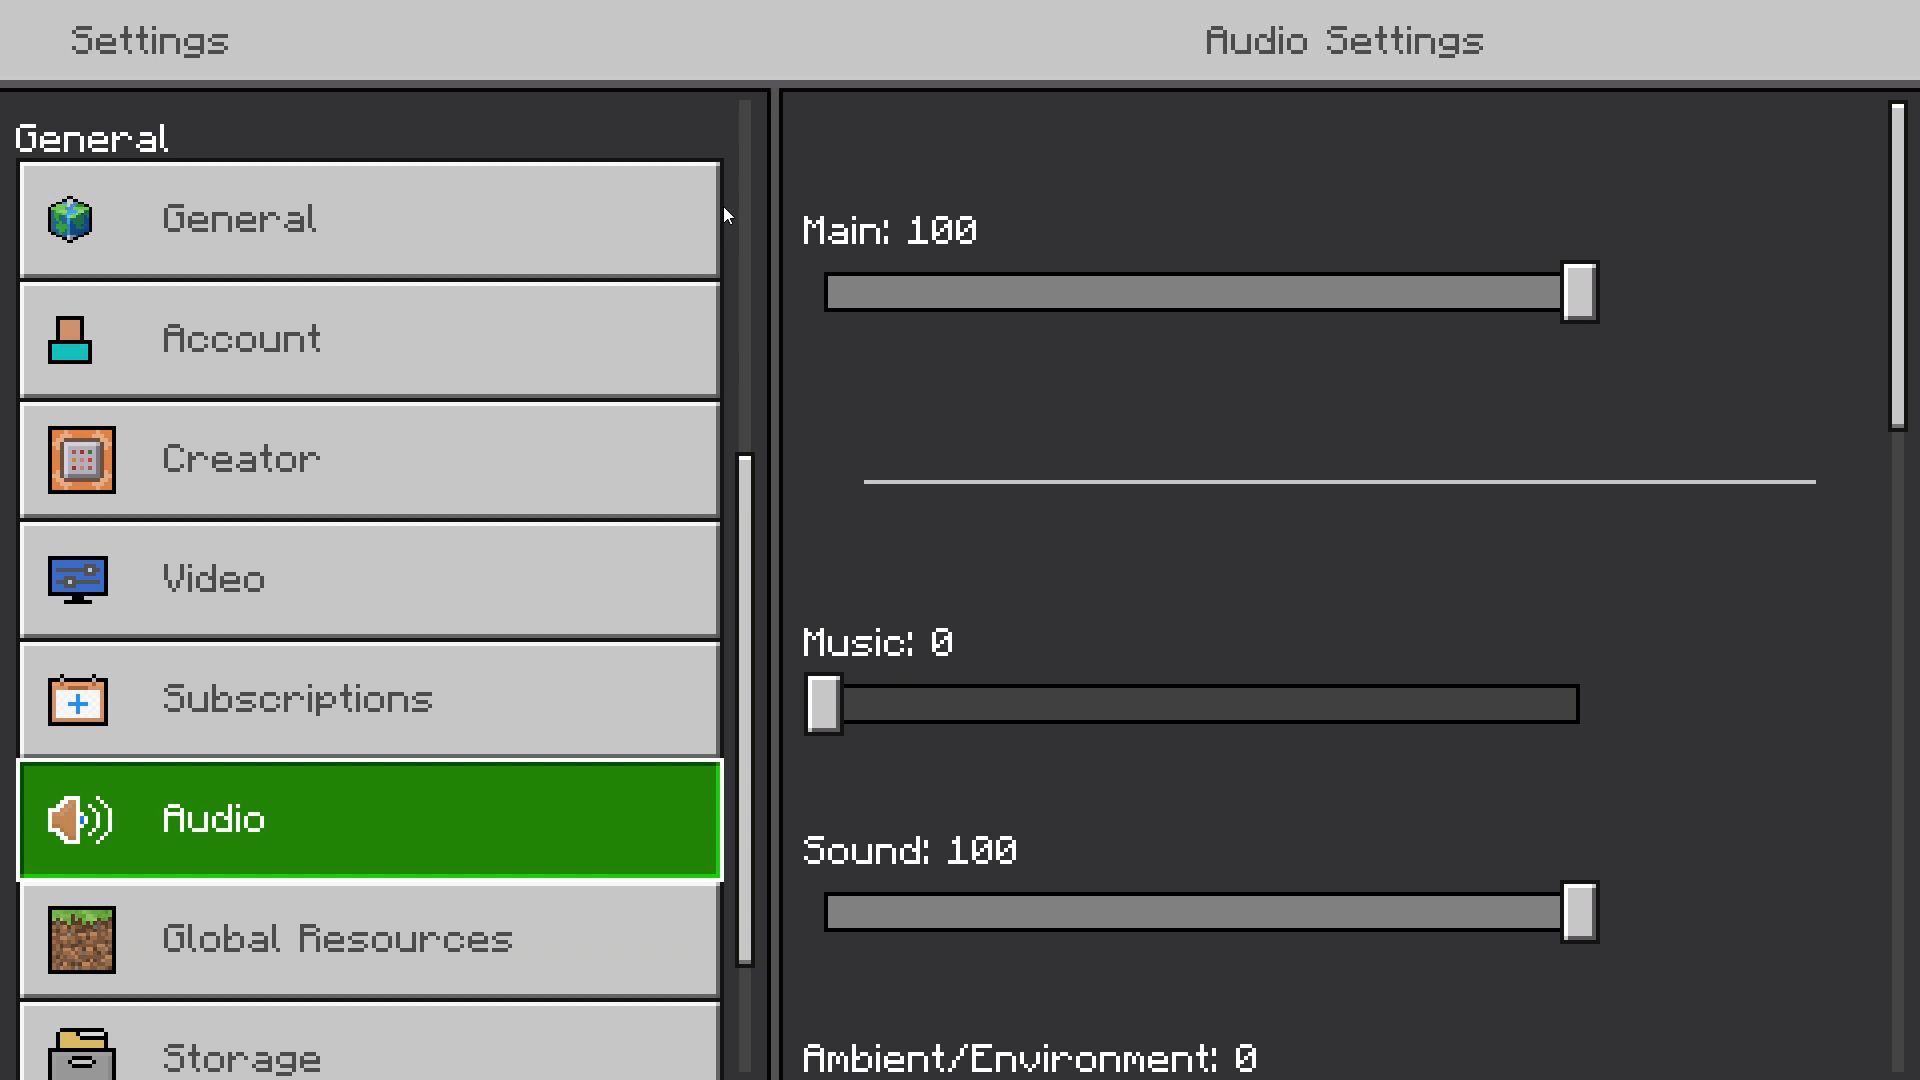 Settings
Audio Settings
General
General
Account
Creator
Video
Subscriptions
Audio
Global Resources
Storage
Main: 100
Music: 0
Sound: 100
Ambient/Environment: 0